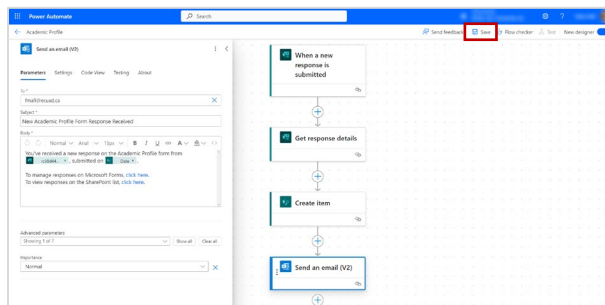 Power Automate
Search
Academic Profile
Send feedback
Save
Flow checker
Test
New designer
Send an email (V2)
Parameters Settings Code View Testing About
To *
Subject *
New Academic Profile Form Response Received
Body *
Normal Arial 15px B I U
You've received a new response on the Academic Profile form from
, submitted on Date
To manage responses on Microsoft Forms, click here.
To view responses on the SharePoint list, click here.
Advanced parameters
Showing 1 of 7
Show all
Clear all
Importance
Normal
When a new
response is
submitted
Get response details
Create item
Send an email (V2)